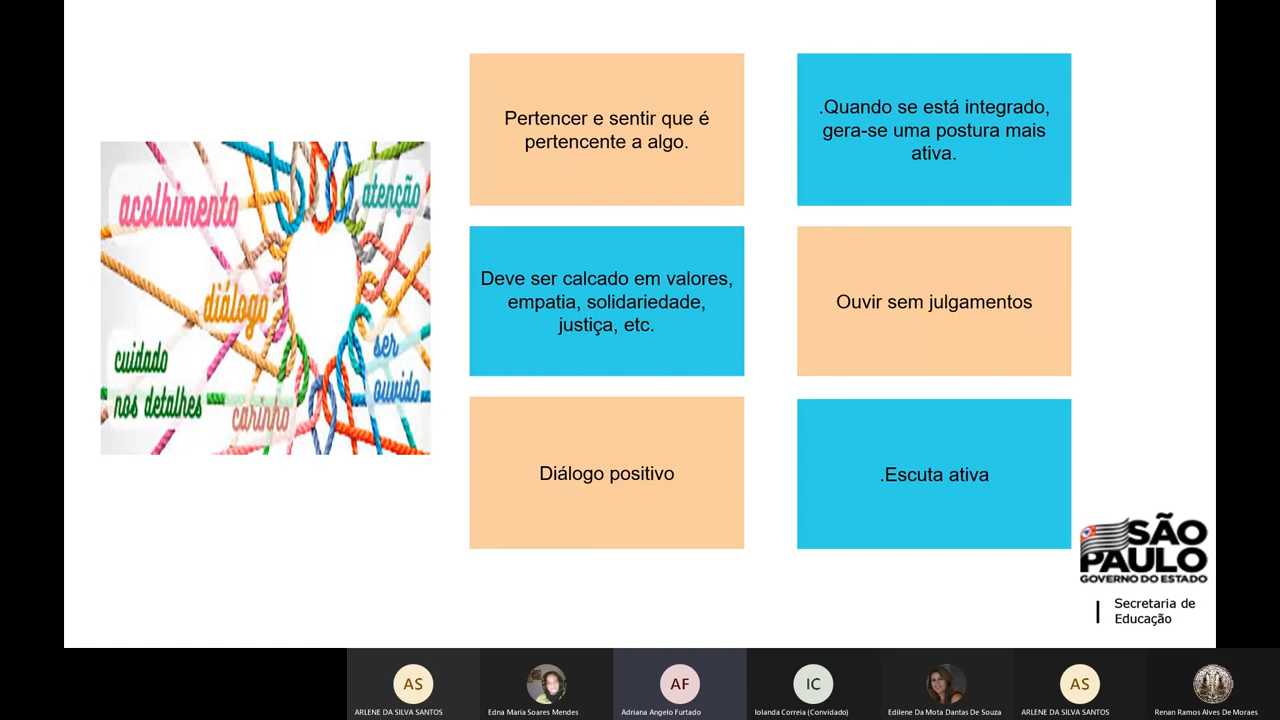 acolhimento
atenção
diálogo
cuidado
nos detalhes
carinho
ser
ouvido
Pertencer e sentir que é
pertencente a algo.
.Quando se está integrado,
gera-se uma postura mais
ativa.
Deve ser calcado em valores,
empatia, solidariedade,
justiça, etc.
Ouvir sem julgamentos
Diálogo positivo
.Escuta ativa
SÃO
PAULO
GOVERNO DO ESTADO
Secretaria de
Educação
AS
AF
IC
AS
ARLENE DA SILVA SANTOS
Edna Maria Soares Mendes
Adriana Angelo Furtado
Iolanda Correia (Convidado)
Edilene Da Mota Dantas De Souza
ARLENE DA SILVA SANTOS
Renan Ramos Alves De Moraes